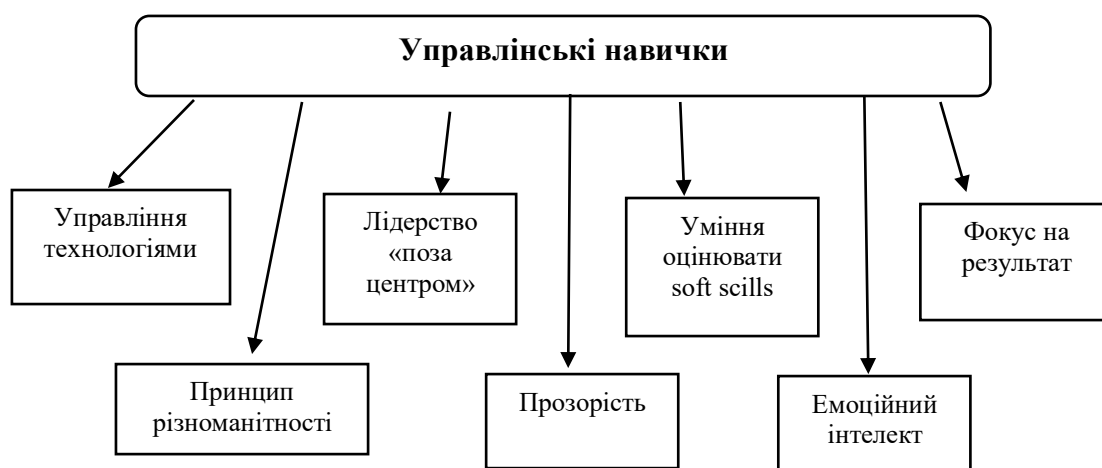 Управлінські навички
Управління
технологіями
Лідерство
«поза
центром»
Уміння
оцінювати
soft scills
Фокус на
результат
Принцип
різноманітності
Прозорість
Емоційний
інтелект